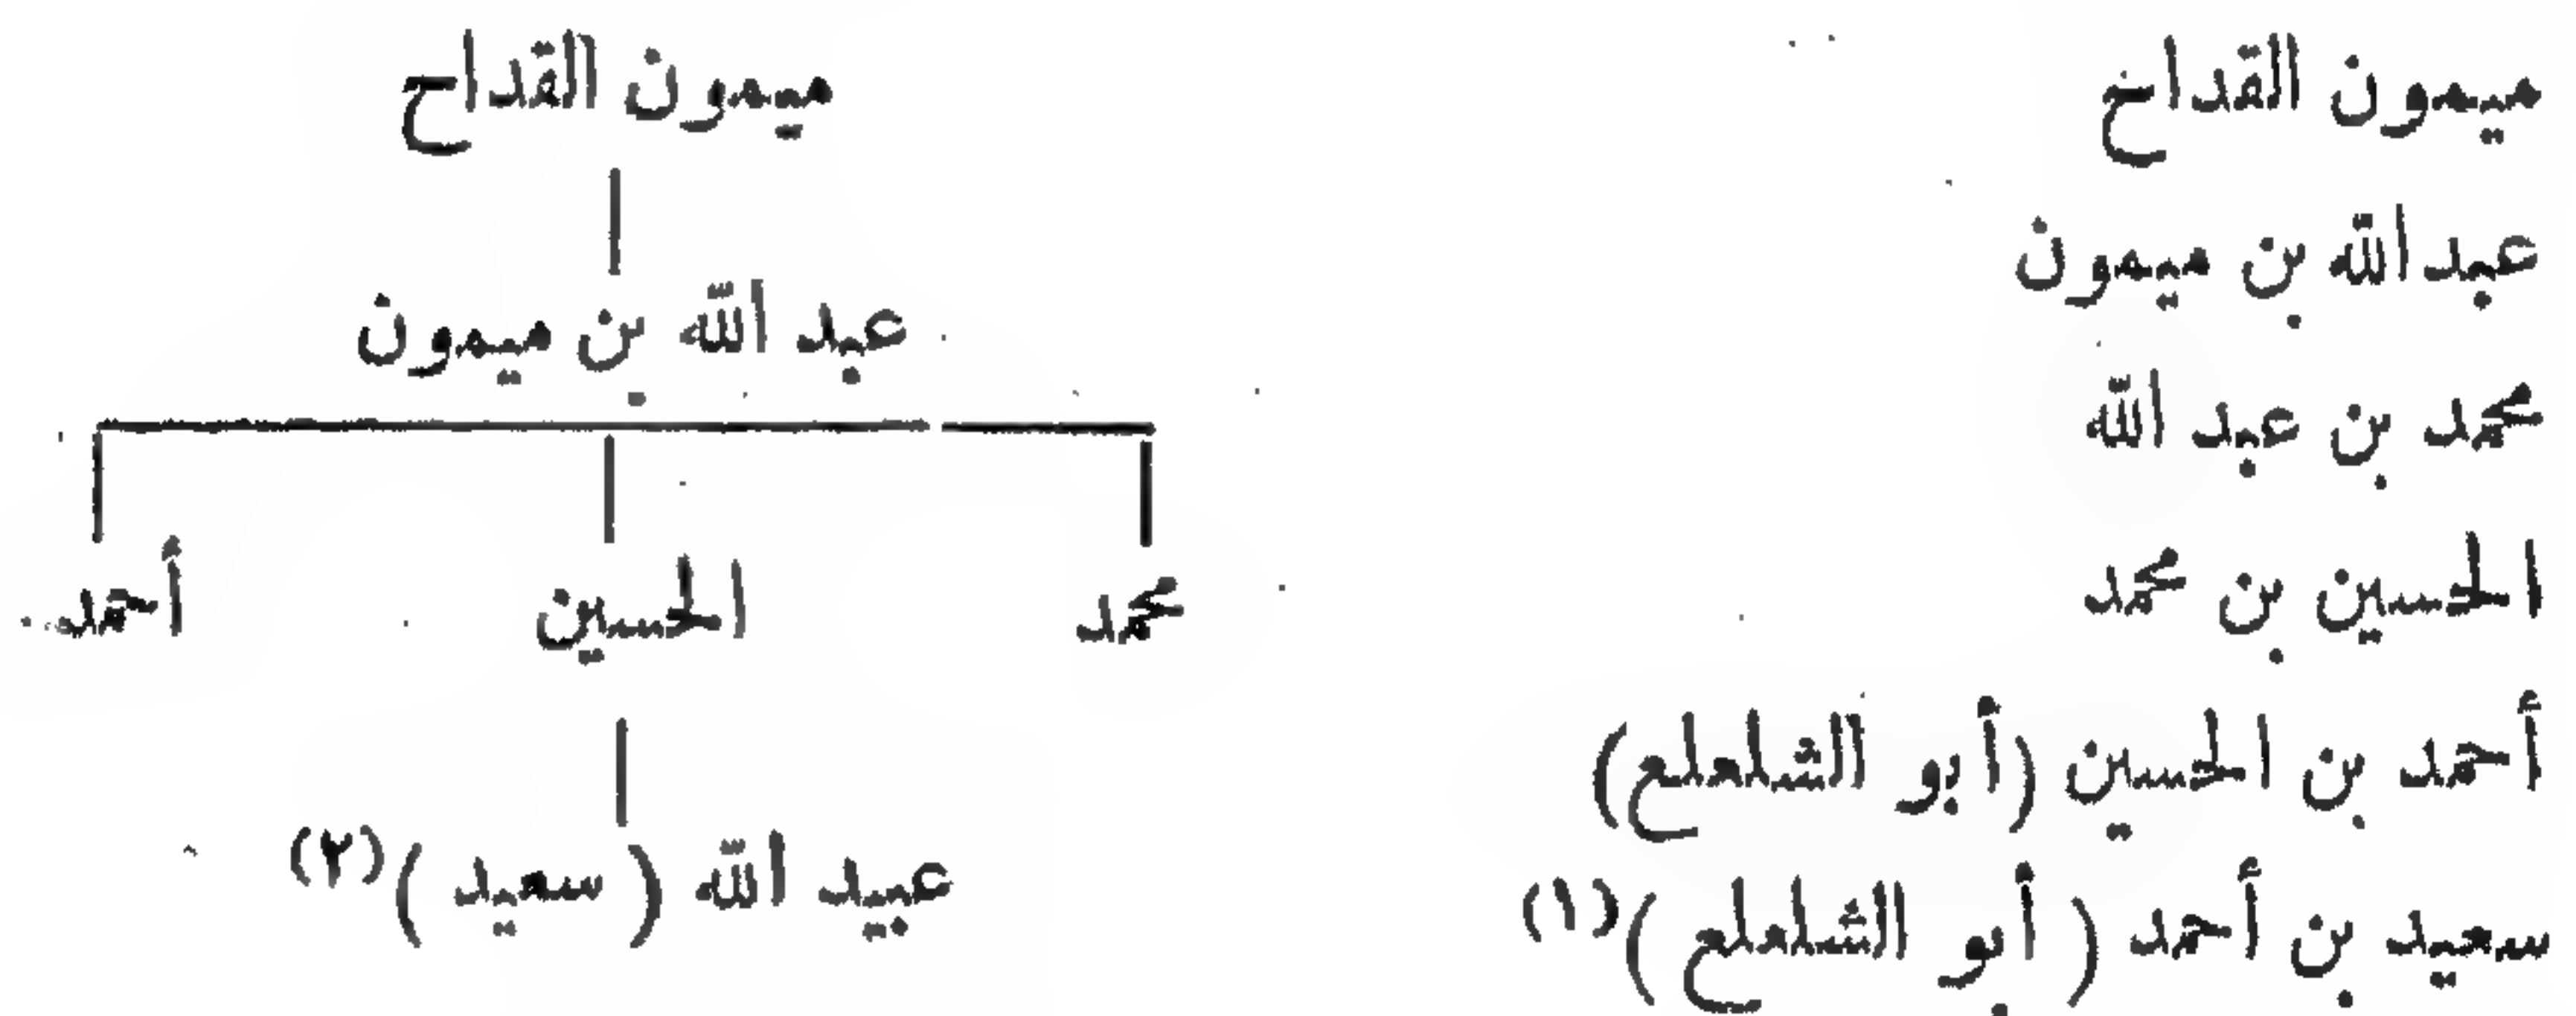 ميمون القداح
عبد الله بن ميمون
محمد بن عبد الله
الحسين بن محمد
أحمد بن الحسين (أبو الشلعلع)
سعيد بن أحمد ( أبو الشلعلع )(١)
ميمون القداح
عبد الله بن ميمون
محمد الحسين أحمد
عبيد الله ( سعيد )(٢)